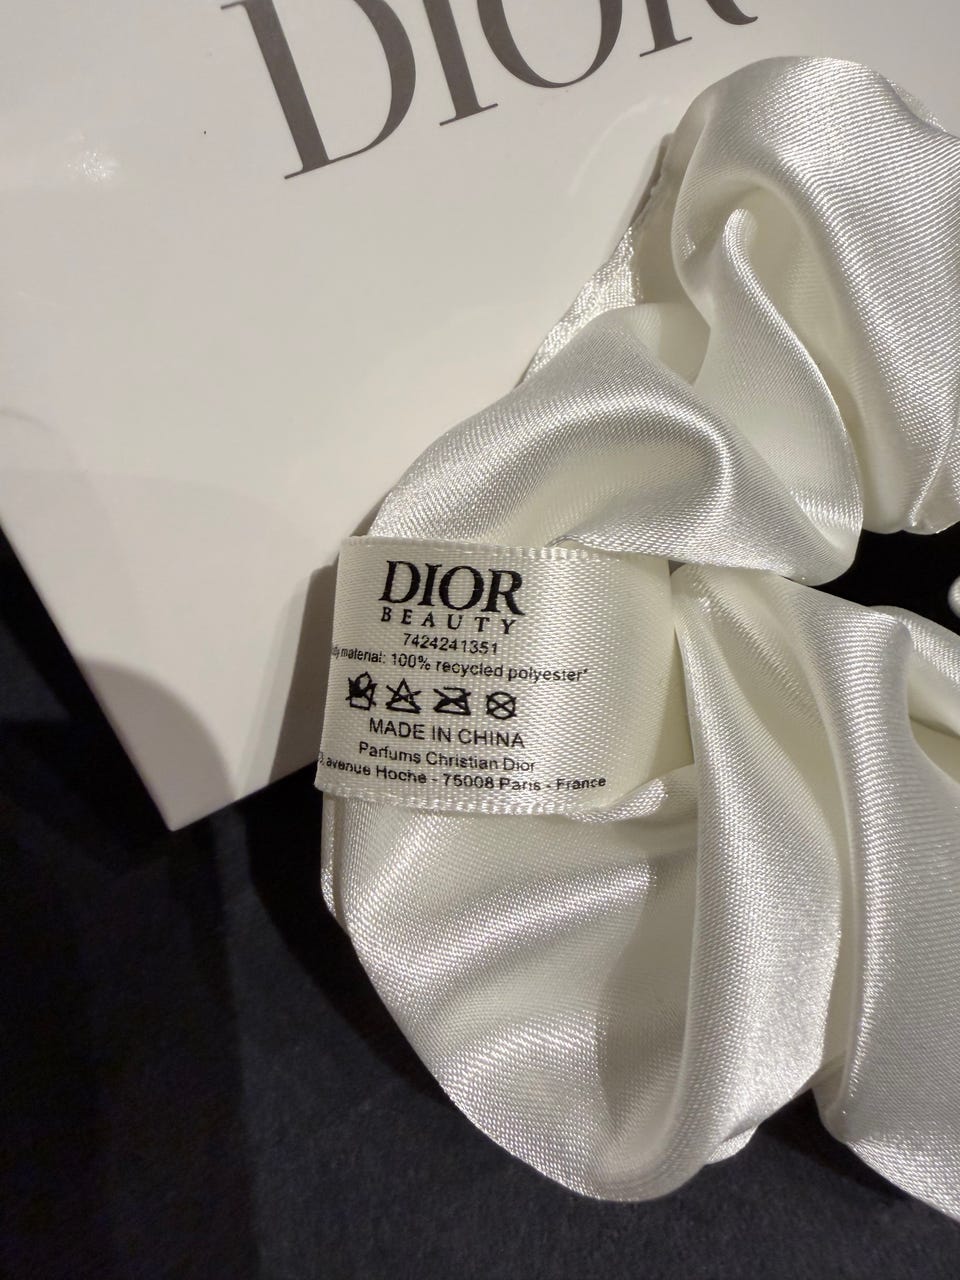 DIOR
DIOR
BEAUTY
7424241351
material: 100% recycled polyester*
MADE IN CHINA
Parfums Christian Dior
, avenue Hoche - 75008 Paris - France